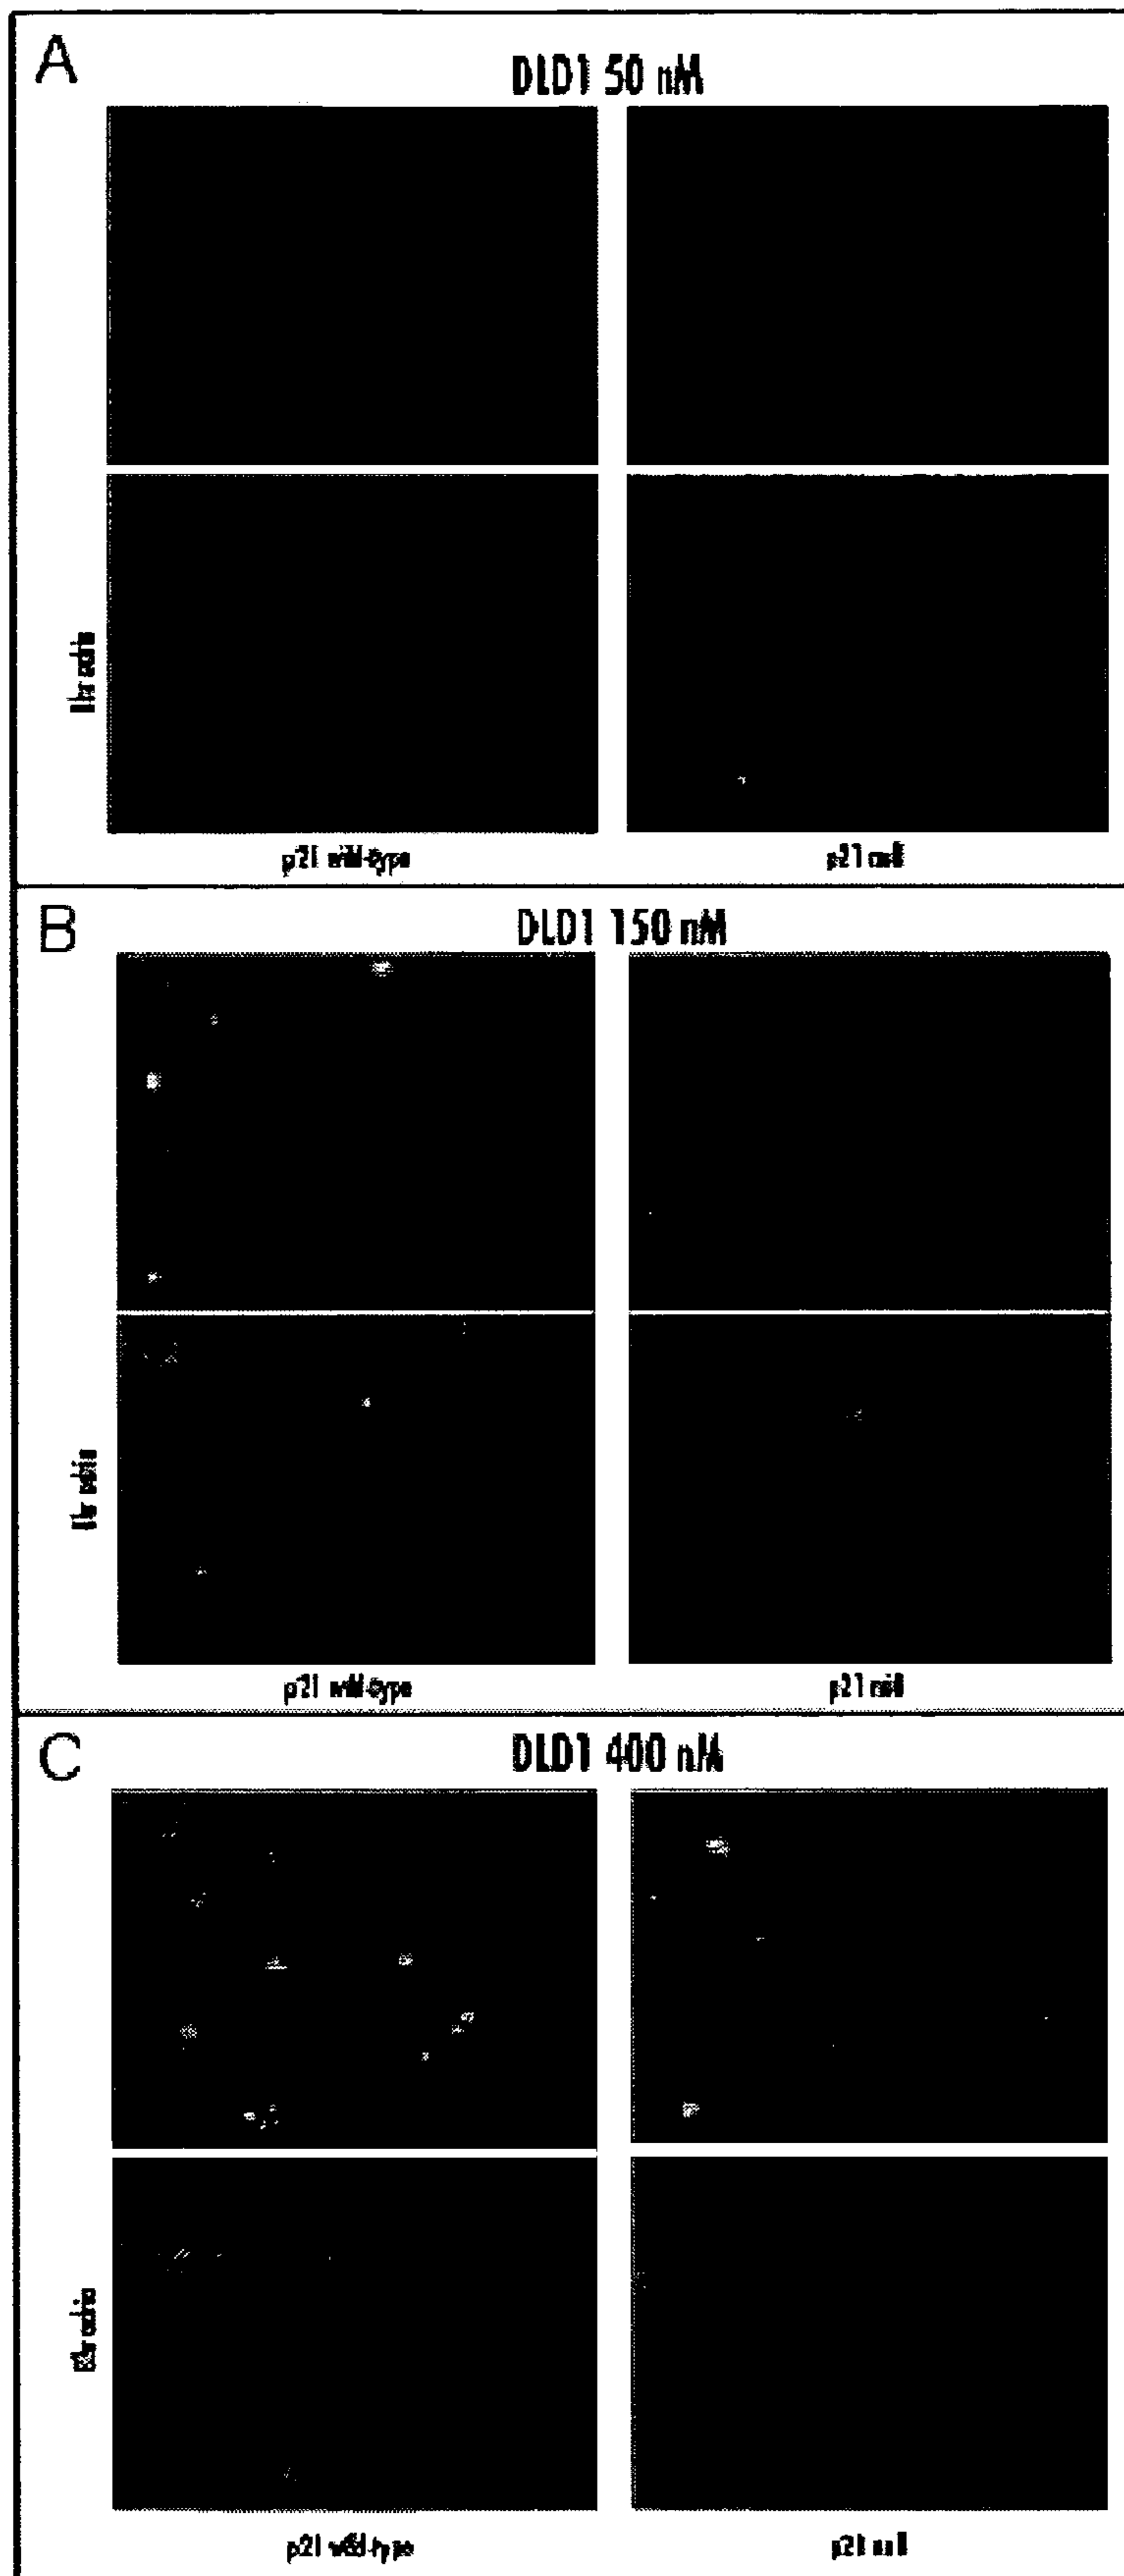 A
DLD1 50 nM
p21 wild-type
p21 null
B
DLD1 150 nM
p21 wild-type
p21 null
C
DLD1 400 nM
p21 wild-type
p21 null